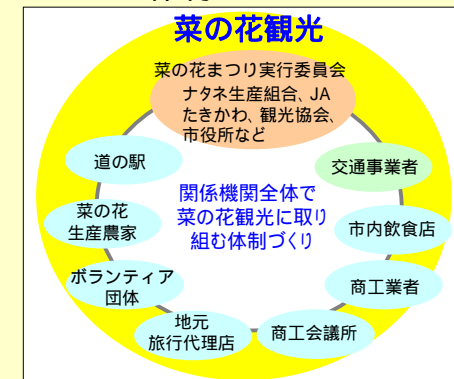 菜の花観光
菜の花まつり実行委員会
ナタネ生産組合、JA
たきかわ、観光協会、
市役所など
道の駅
交通事業者
関係機関全体で
菜の花観光に取り
組む体制づくり
菜の花
生産農家
市内飲食店
ボランティア
団体
商工業者
地元
旅行代理店
商工会議所